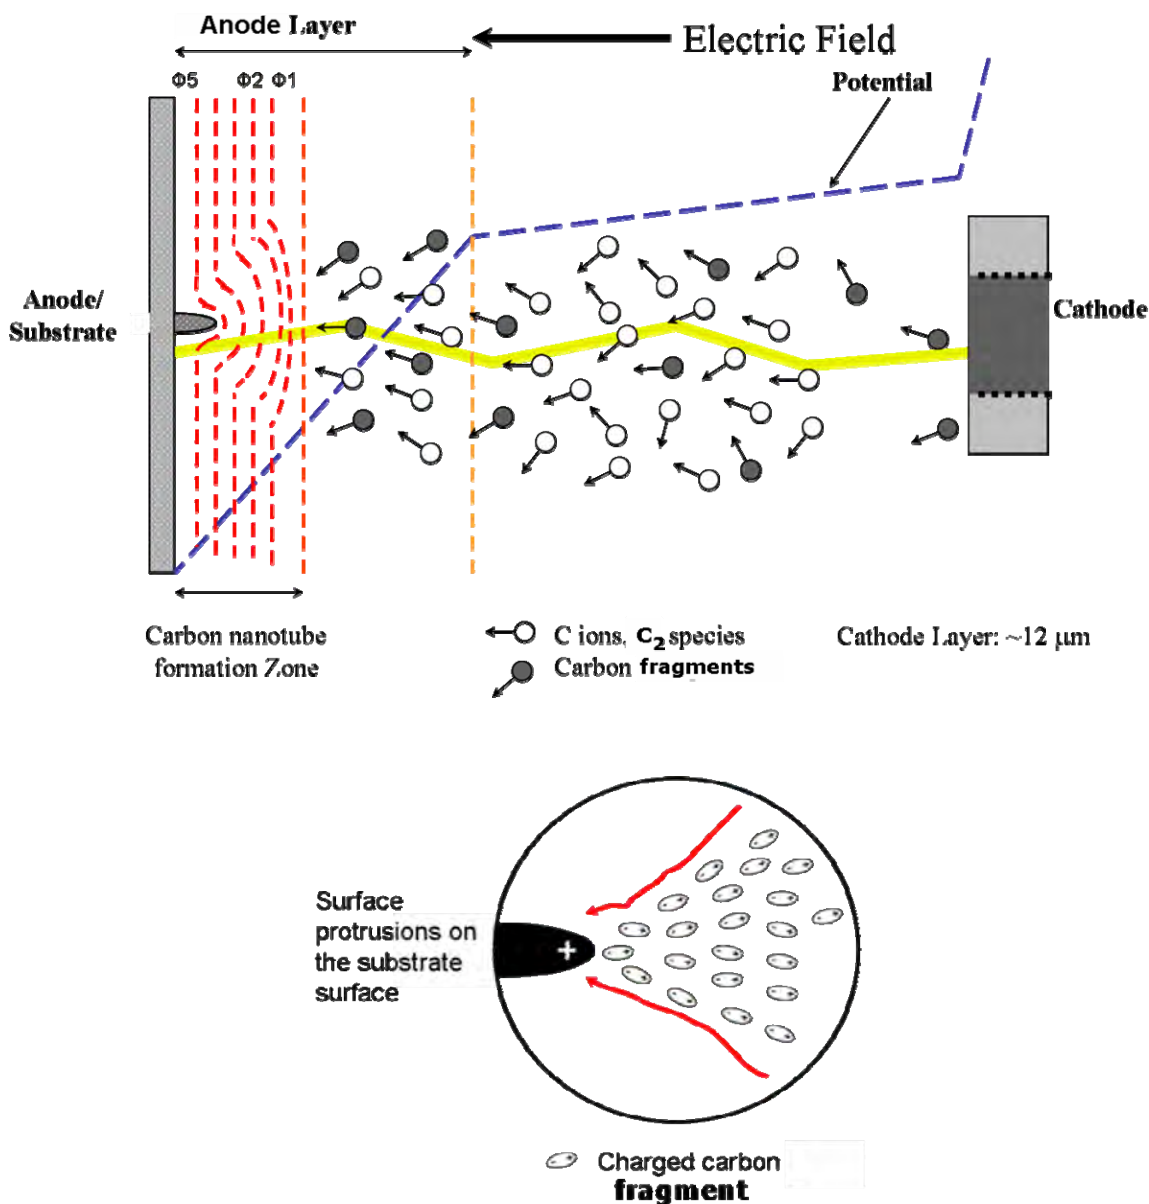 Anode Layer
Electric Field
Φ5 Φ2 Φ1
Potential
Anode/
Substrate
Cathode
Carbon nanotube
formation Zone
C ions, C2 species
Carbon fragments
Cathode Layer: ~12 μm
Surface
protrusions on
the substrate
surface
+
Charged carbon
fragment